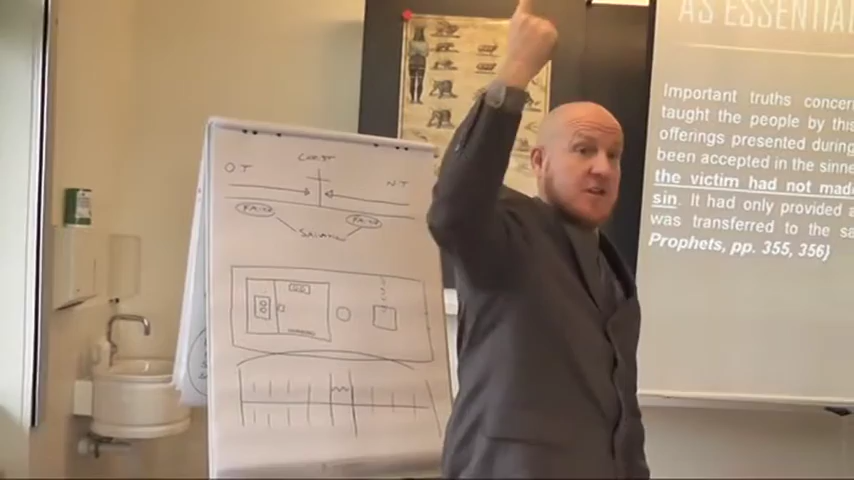 OT
CHRIST
NT
FAITH
FAITH
AS ESSENTIAL
Important truths concer
taught the people by this
offerings presented during
been accepted in the sinne
the victim had not made
sin. It had only provided a
was transferred to the sa
Prophets, pp. 355, 356)